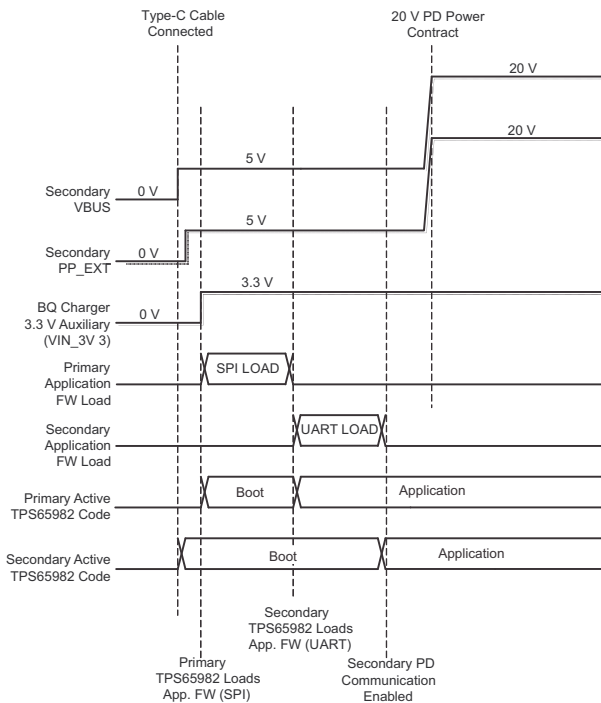 Type-C Cable
Connected
20 V PD Power
Contract
20 V
20 V
5 V
Secondary
VBUS
0 V
5 V
Secondary
PP_EXT
0 V
3.3 V
BQ Charger
3.3 V Auxiliary
(VIN_3V 3)
0 V
Primary
Application
FW Load
SPI LOAD
Secondary
Application
FW Load
UART LOAD
Primary Active
TPS65982 Code
Boot
Application
Secondary Active
TPS65982 Code
Boot
Application
Secondary
TPS65982 Loads
App. FW (UART)
Primary
TPS65982 Loads
App. FW (SPI)
Secondary PD
Communication
Enabled